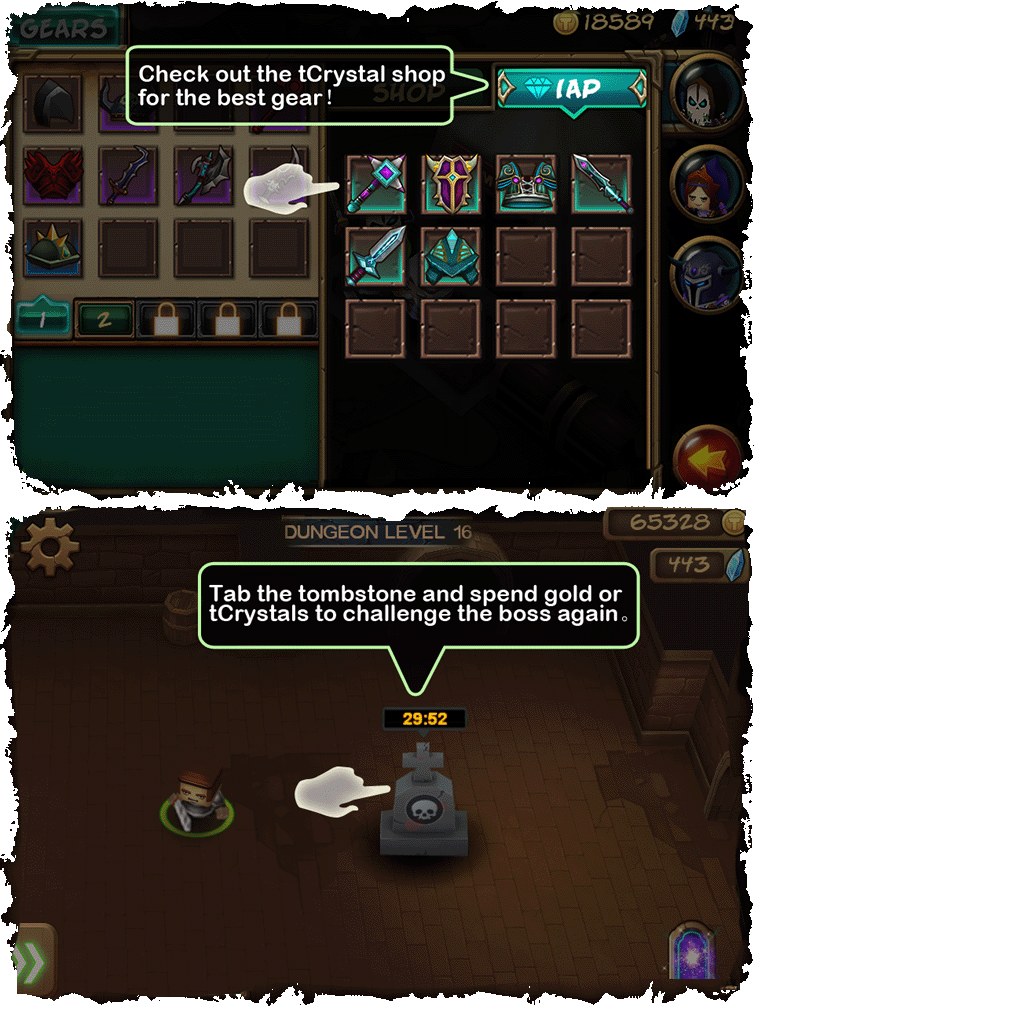 GEARS
18589
443
Check out the tCrystal shop
for the best gear!
SHOP
IAP
1
2
DUNGEON LEVEL 16
65328
443
Tab the tombstone and spend gold or
tCrystals to challenge the boss again。
29:52